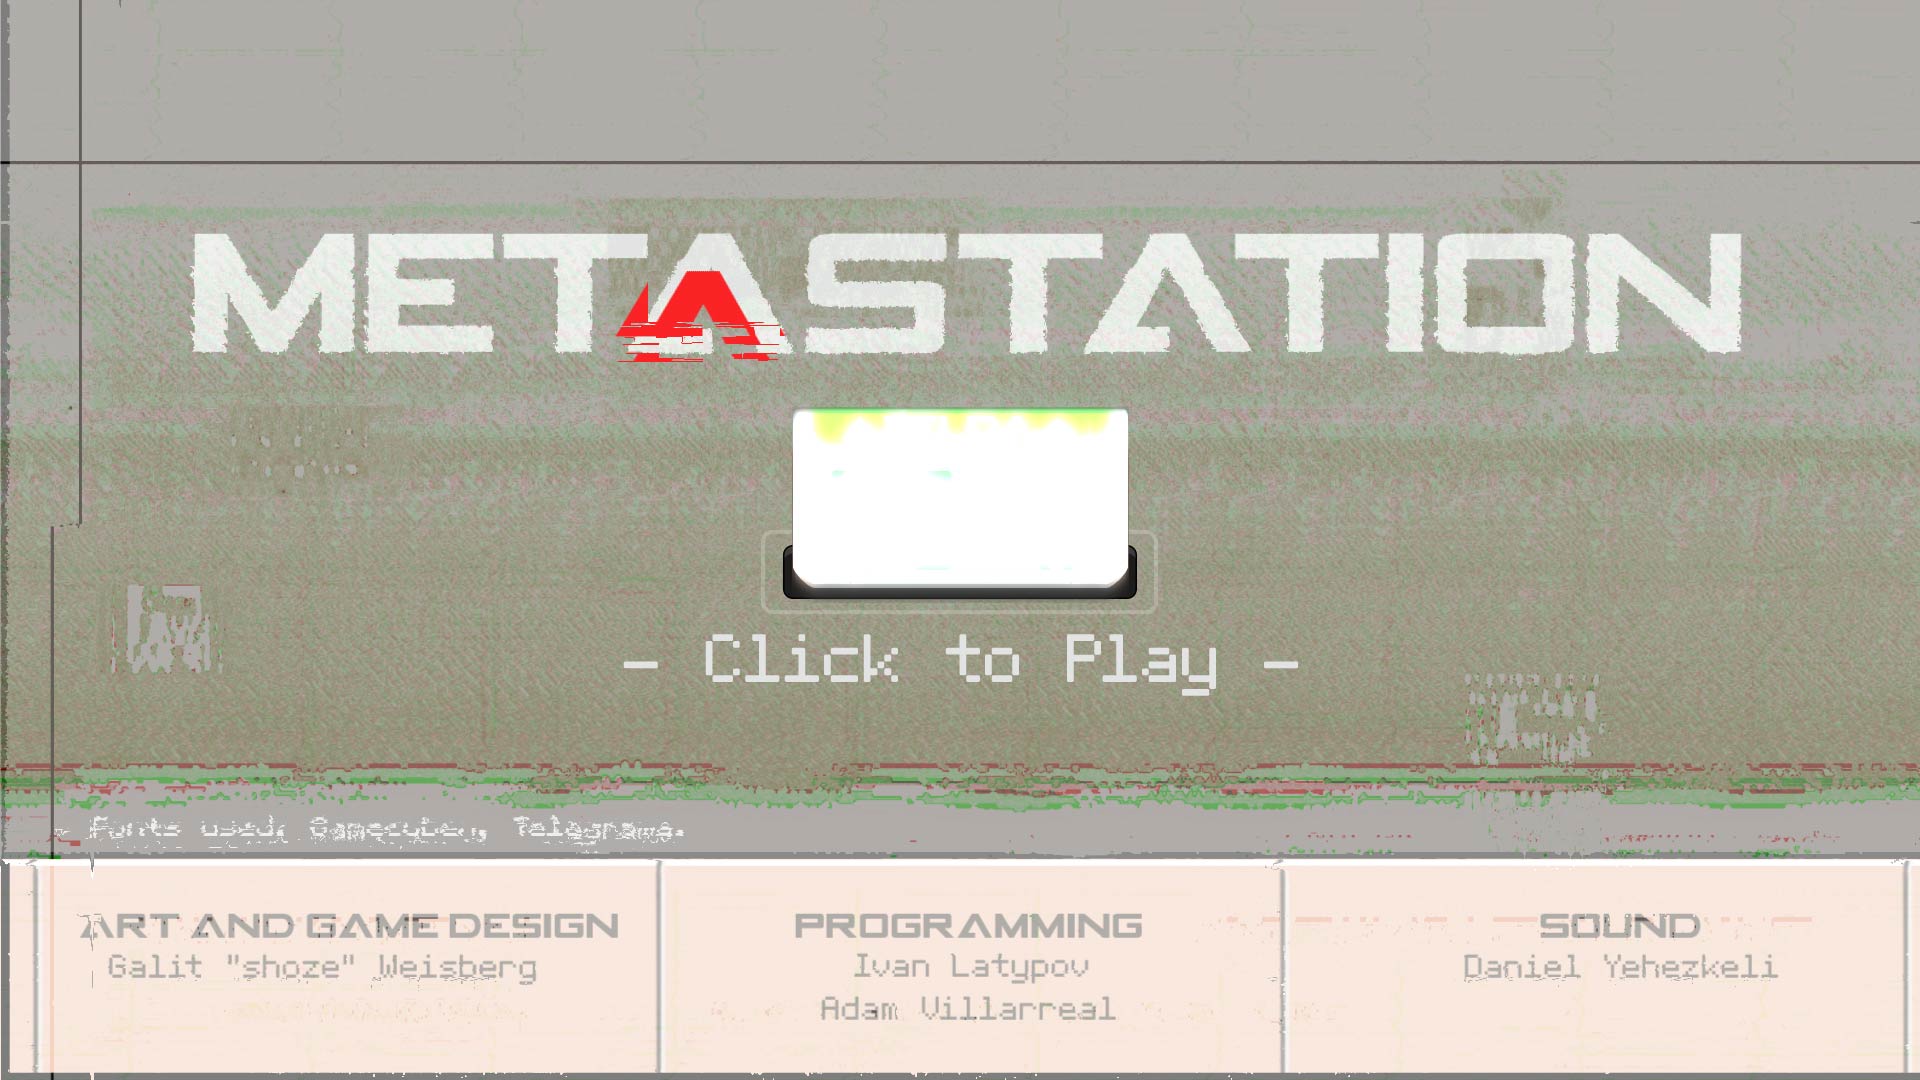 METASTATION
- Click to Play -
Fonts used: Gamecuben, Telegrama.
ART AND GAME DESIGN
Galit "shoze" Weisberg
PROGRAMMING
Ivan Latypov
Adam Villarreal
SOUND
Daniel Yehezkeli